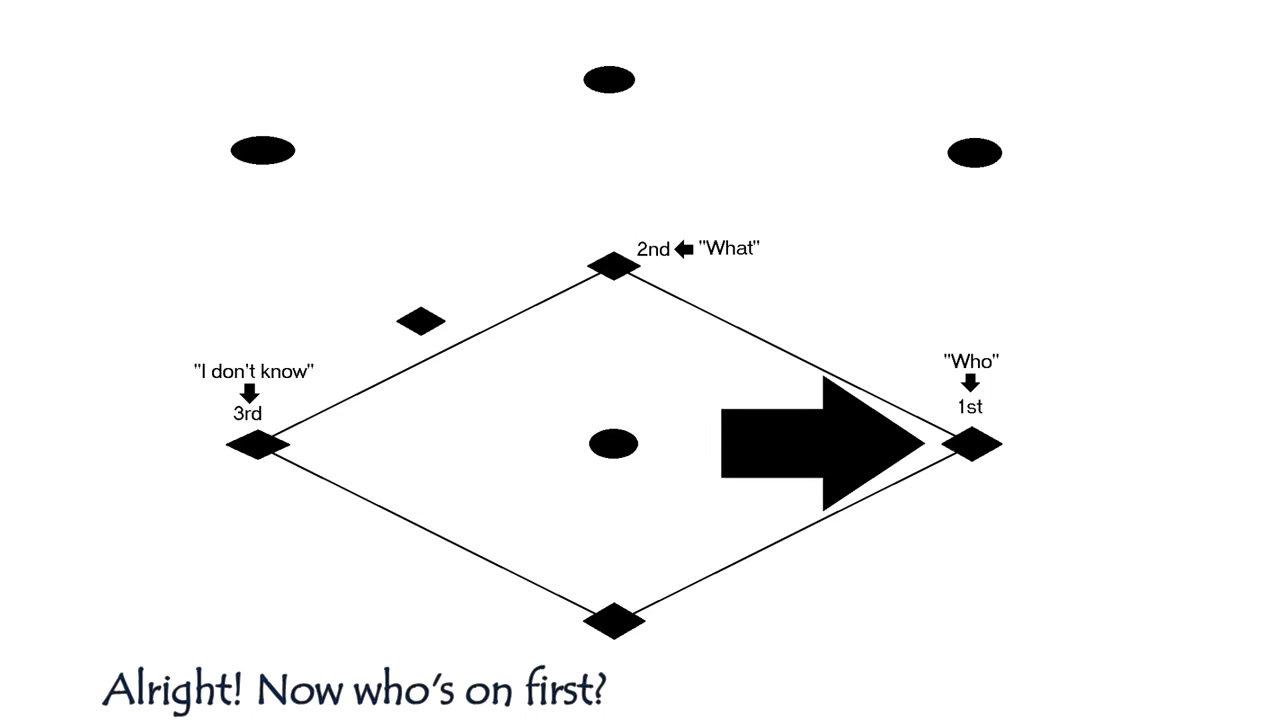 2nd "What"
"I don't know"
3rd
"Who"
1st
Alright! Now who's on first?